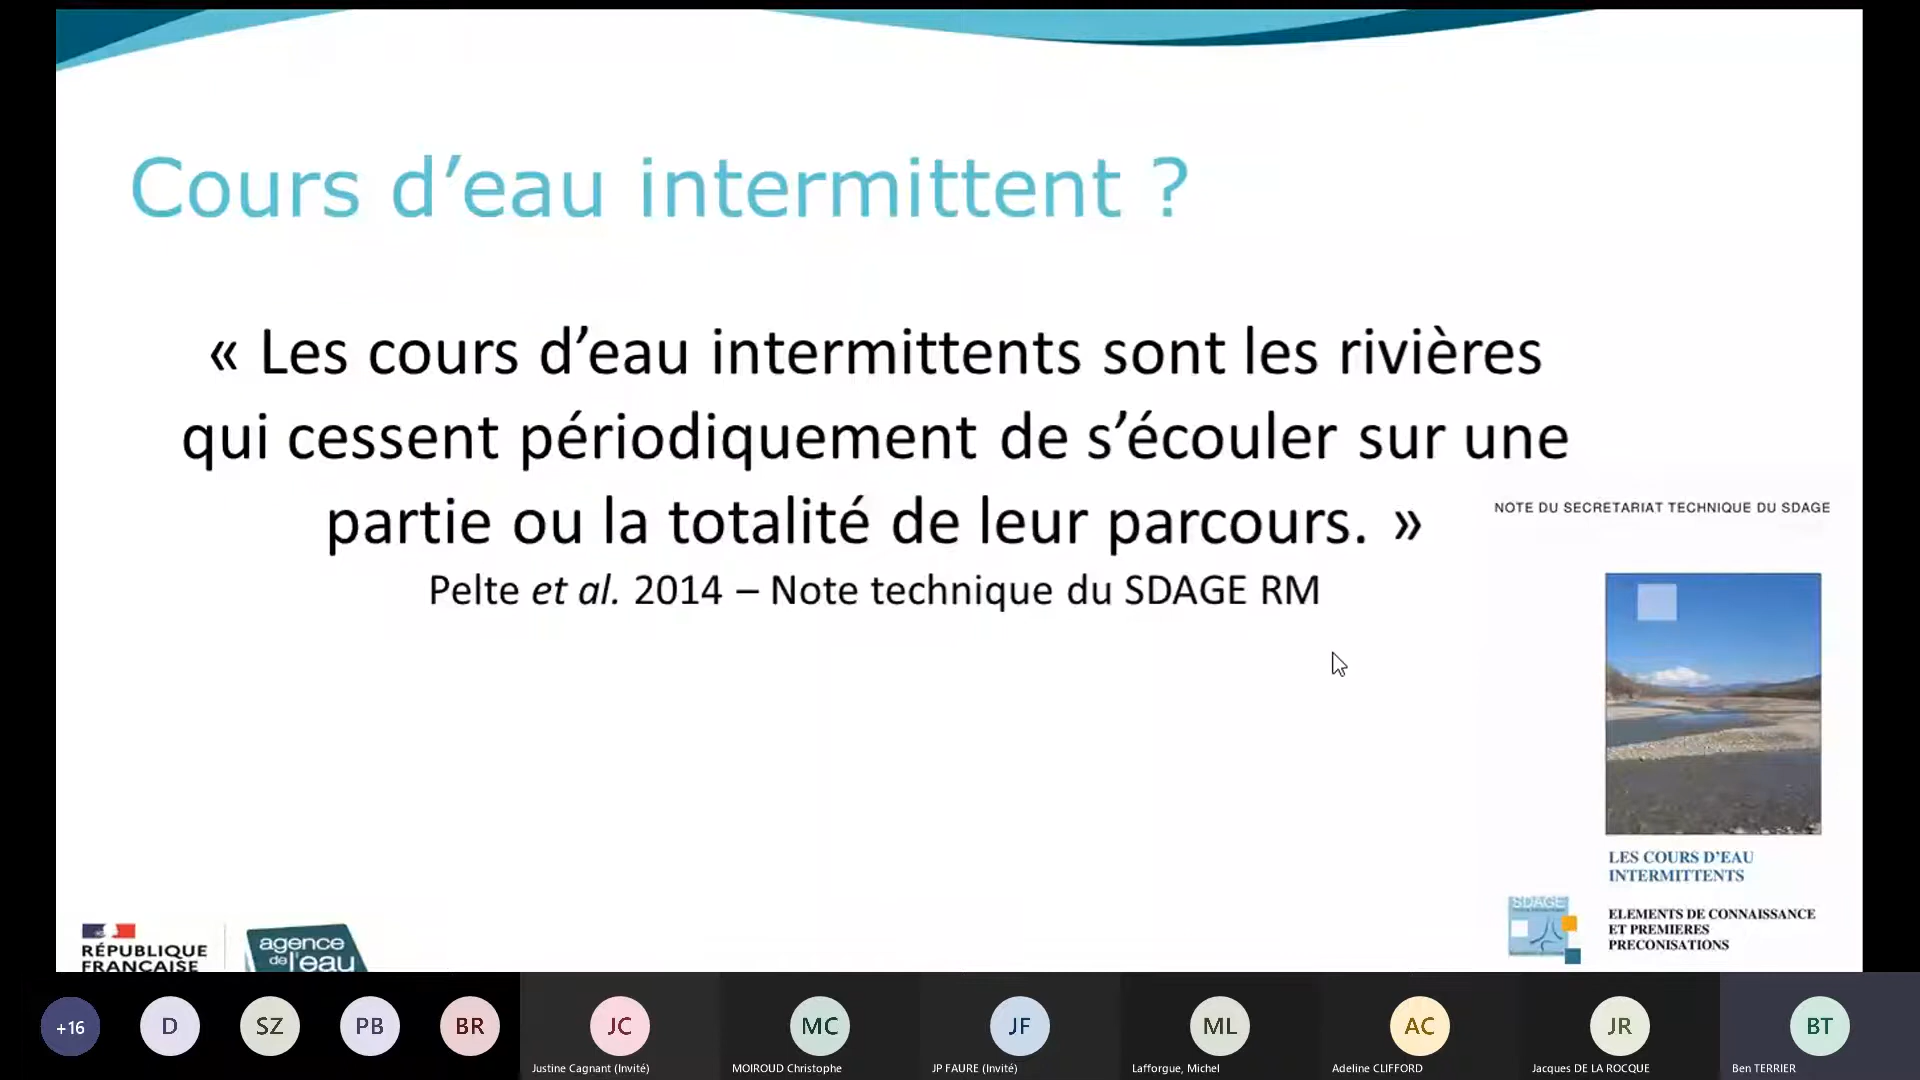 Cours d’eau intermittent ?
« Les cours d’eau intermittents sont les rivières
qui cessent périodiquement de s’écouler sur une
partie ou la totalité de leur parcours. »
Pelte et al. 2014 – Note technique du SDAGE RM
NOTE DU SECRETARIAT TECHNIQUE DU SDAGE
LES COURS D’EAU
INTERMITTENTS
SDAGE
ELEMENTS DE CONNAISSANCE
ET PREMIERES
PRECONISATIONS
RÉPUBLIQUE
FRANÇAISE
agence
de l'eau
+16
D
SZ
PB
BR
JC
MC
JF
ML
AC
JR
BT
Justine Cagnant (Invité)
MOIROUD Christophe
JP FAURE (Invité)
Lafforgue, Michel
Adeline CLIFFORD
Jacques DE LA ROCQUE
Ben TERRIER